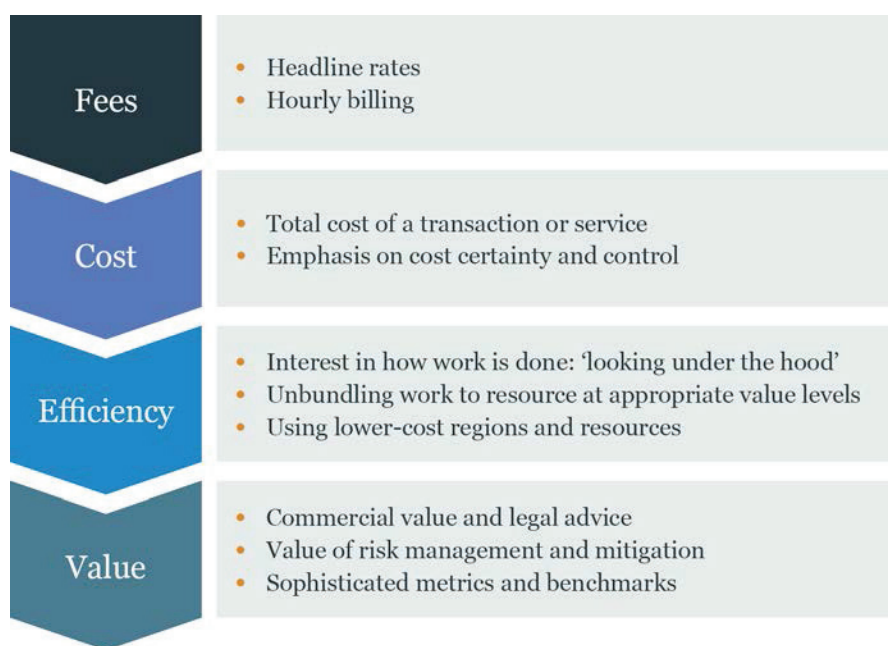 Fees
• Headline rates
• Hourly billing
Cost
• Total cost of a transaction or service
• Emphasis on cost certainty and control
Efficiency
• Interest in how work is done: ‘looking under the hood’
• Unbundling work to resource at appropriate value levels
• Using lower-cost regions and resources
Value
• Commercial value and legal advice
• Value of risk management and mitigation
• Sophisticated metrics and benchmarks